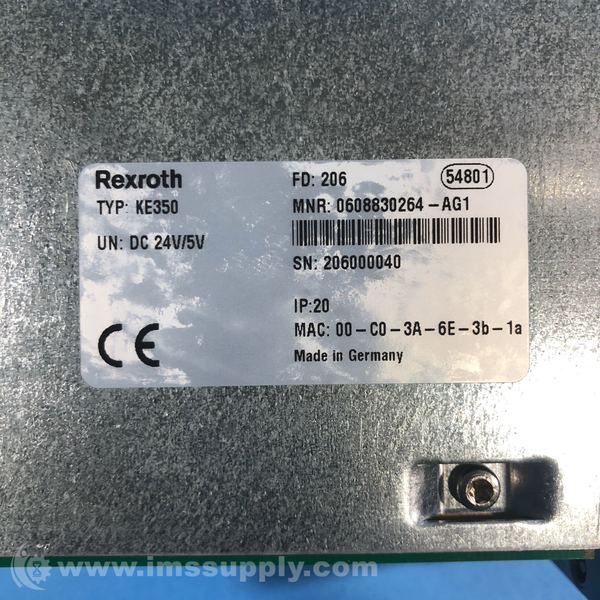 Rexroth
TYP: KE350
UN: DC 24V/5V
CE
FD: 206
54801
MNR: 0608830264-AG1
SN: 206000040
IP:20
MAC: 00-C0-3A-6E-3b-1a
Made in Germany
www.imssupply.com